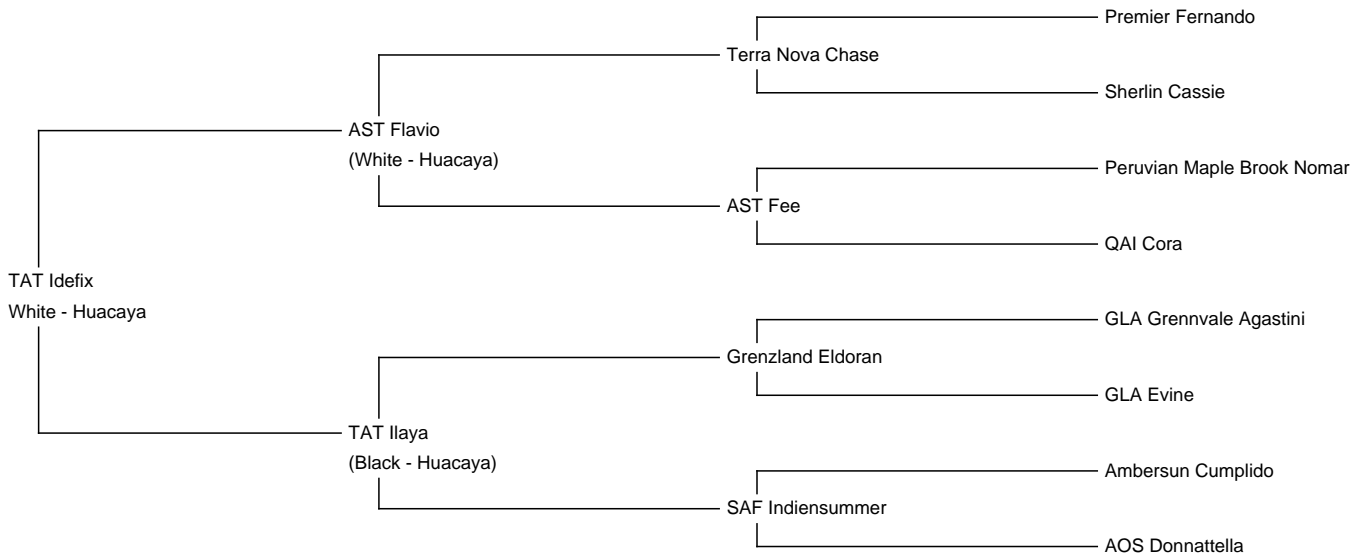 Premier Fernando
Terra Nova Chase
Sherlin Cassie
AST Flavio
(White - Huacaya)
Peruvian Maple Brook Nomar
AST Fee
QAI Cora
TAT Idefix
White - Huacaya
GLA Grennvale Agastini
Grenzland Eldoran
GLA Evine
TAT Ilaya
(Black - Huacaya)
Ambersun Cumplido
SAF Indiensummer
AOS Donnattella